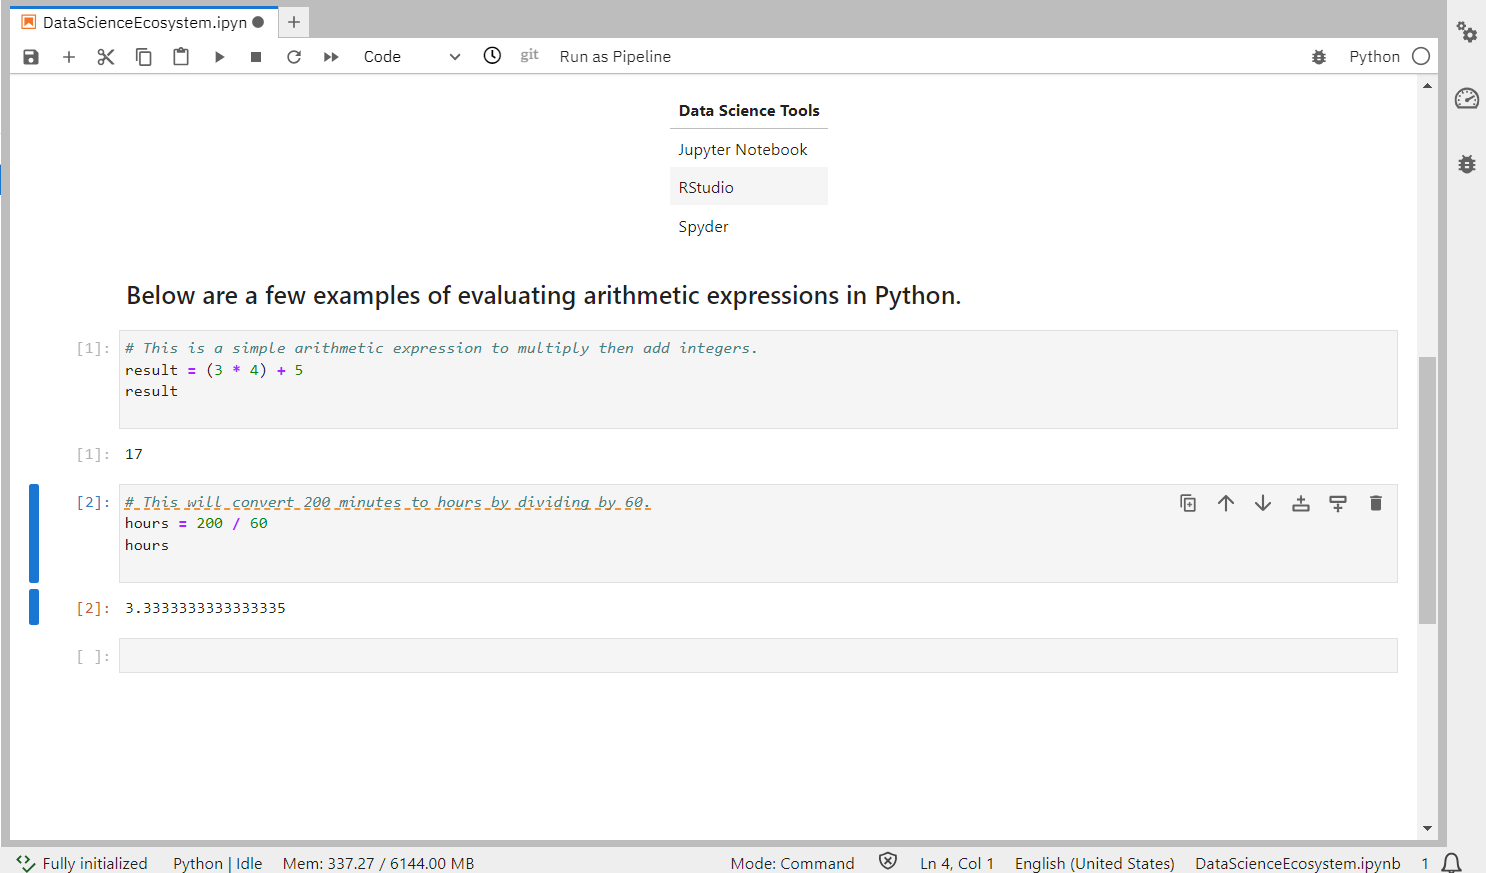 DataScienceEcosystem.ipyn
Code
git
Run as Pipeline
Python
Data Science Tools
Jupyter Notebook
RStudio
Spyder
Below are a few examples of evaluating arithmetic expressions in Python.
[1]: # This is a simple arithmetic expression to multiply then add integers.
result = (3 * 4) + 5
result
[1]: 17
[2]: # This will convert 200 minutes to hours by dividing by 60.
hours = 200 / 60
hours
[2]: 3.3333333333333335
[ ]:
Fully initialized Python | Idle Mem: 337.27 / 6144.00 MB Mode: Command Ln 4, Col 1 English (United States) DataScienceEcosystem.ipynb 1